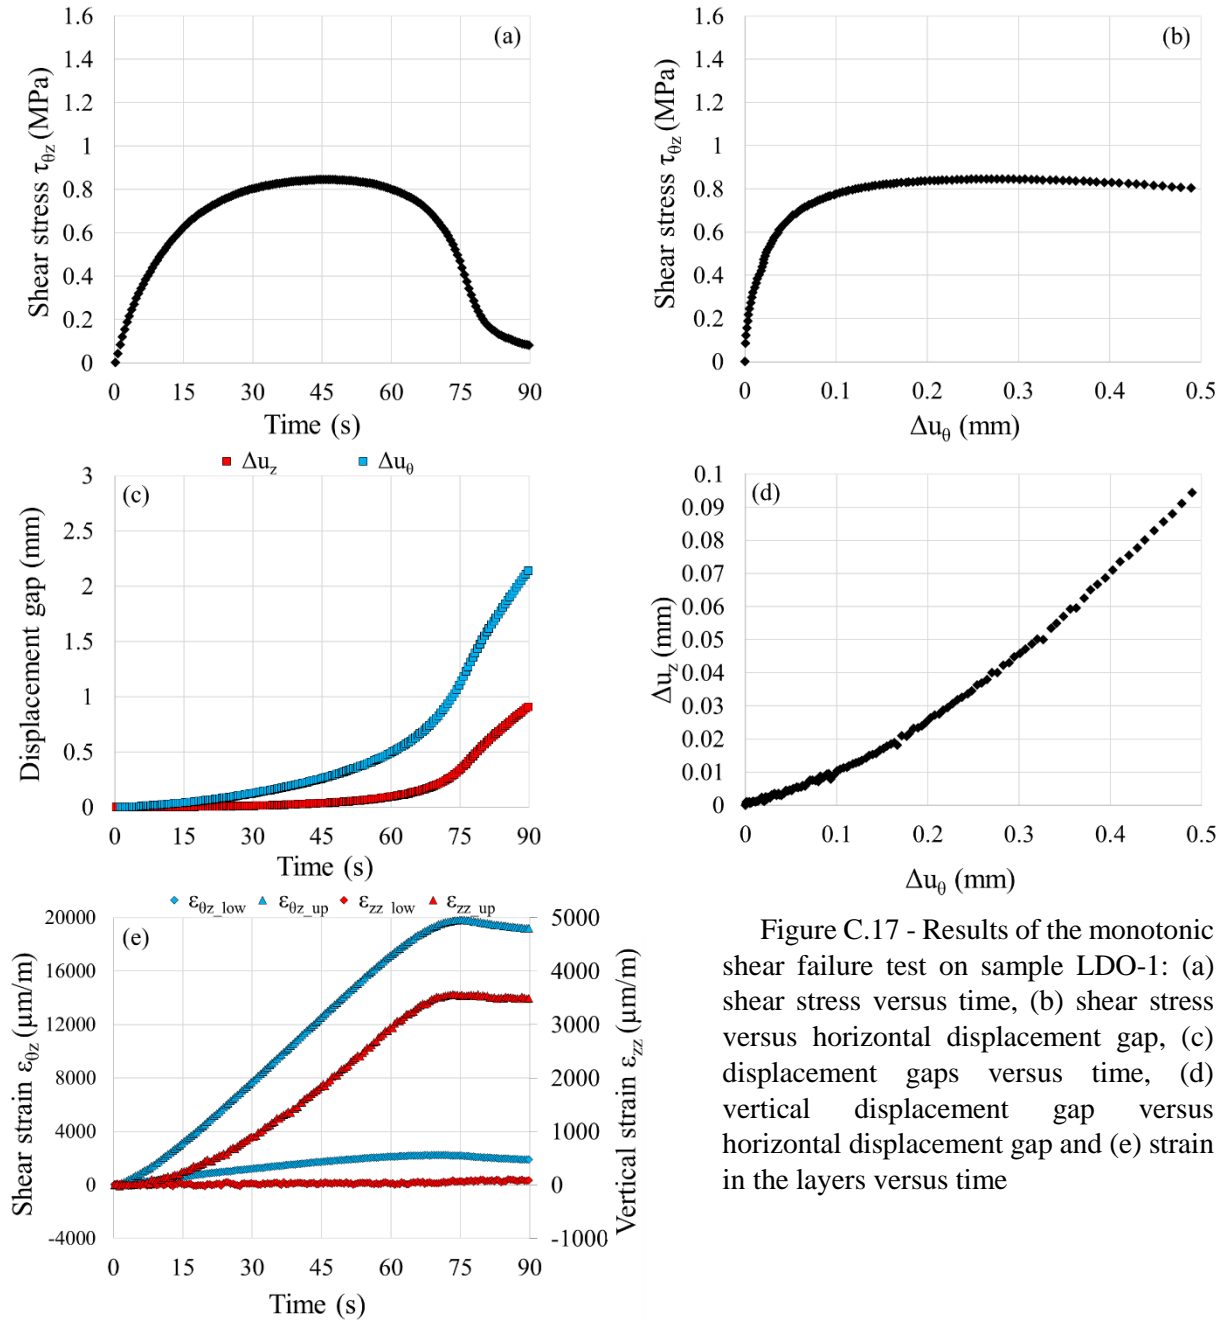 (a)
Shear stress τθz (MPa)
1.6
1.4
1.2
1
0.8
0.6
0.4
0.2
0
0 15 30 45 60 75 90
Time (s)
(b)
Shear stress τθz (MPa)
1.6
1.4
1.2
1
0.8
0.6
0.4
0.2
0
0 0.1 0.2 0.3 0.4 0.5
Δuθ (mm)
Δuz Δuθ
(c)
Displacement gap (mm)
3
2.5
2
1.5
1
0.5
0
0 15 30 45 60 75 90
Time (s)
(d)
Δuz (mm)
0.1
0.09
0.08
0.07
0.06
0.05
0.04
0.03
0.02
0.01
0
0 0.1 0.2 0.3 0.4 0.5
Δuθ (mm)
εθz_low εθz_up εzz_low εzz_up
(e)
Shear strain εθz (μm/m)
20000
16000
12000
8000
4000
0
-4000
5000
4000
3000
2000
1000
0
-1000
Vertical strain εzz (μm/m)
0 15 30 45 60 75 90
Time (s)
Figure C.17 - Results of the monotonic
shear failure test on sample LDO-1: (a)
shear stress versus time, (b) shear stress
versus horizontal displacement gap, (c)
displacement gaps versus time, (d)
vertical displacement gap versus
horizontal displacement gap and (e) strain
in the layers versus time